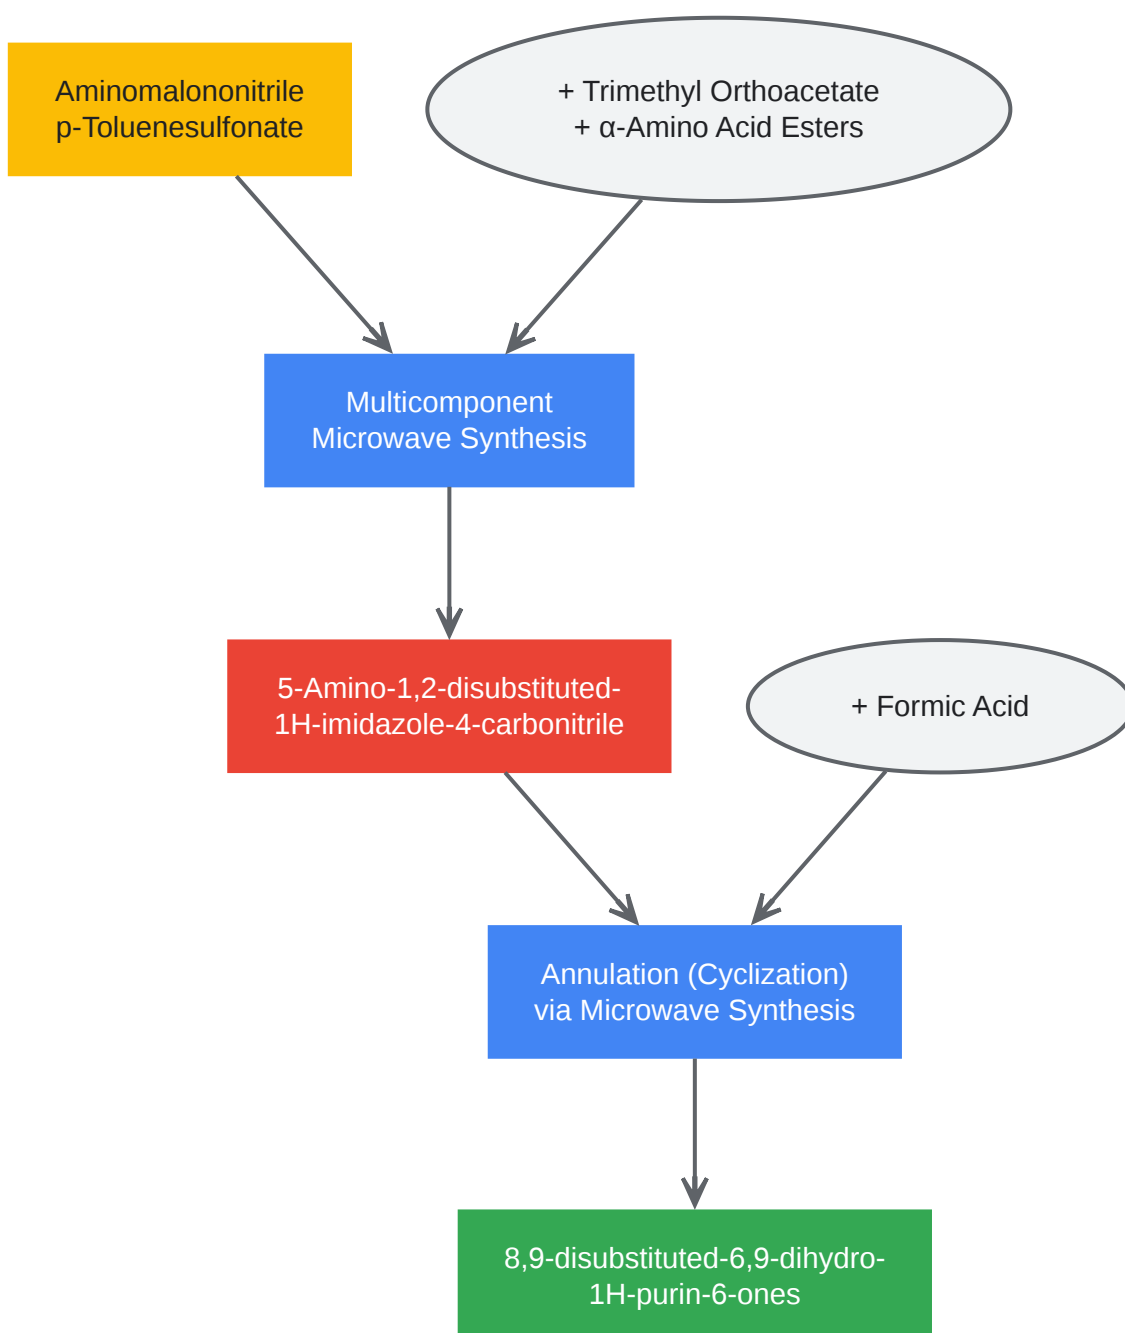 Aminomalononitrile
p-Toluenesulfonate
+ Trimethyl Orthoacetate
+ α-Amino Acid Esters
Multicomponent
Microwave Synthesis
5-Amino-1,2-disubstituted-
1H-imidazole-4-carbonitrile
+ Formic Acid
Annulation (Cyclization)
via Microwave Synthesis
8,9-disubstituted-6,9-dihydro-
1H-purin-6-ones